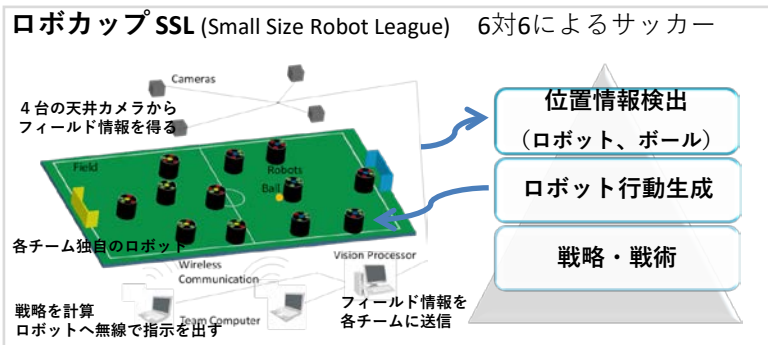 ロボカップ SSL (Small Size Robot League) 6対6によるサッカー
Cameras
４台の天井カメラから
フィールド情報を得る
Field
Robots
Ball
各チーム独自のロボット
Wireless
Communication
Vision Processor
戦略を計算
ロボットへ無線で指示を出す
Team Computer
フィールド情報を
各チームに送信
位置情報検出
（ロボット、ボール）
ロボット行動生成
戦略・戦術